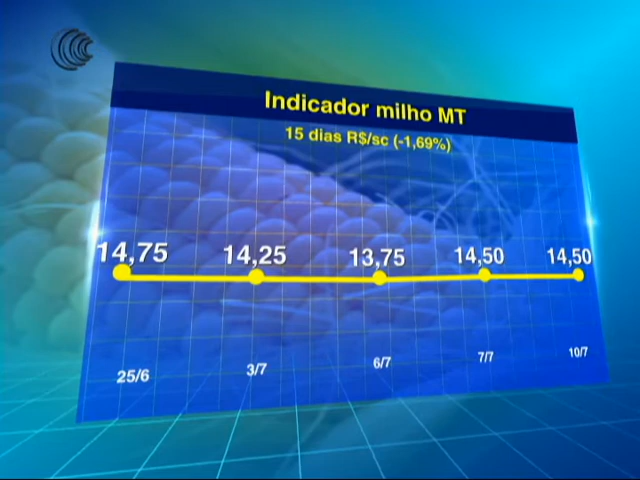 Indicador milho MT
15 dias R$/sc (-1,69%)
14,75 14,25 13,75 14,50 14,50
25/6 3/7 6/7 7/7 10/7